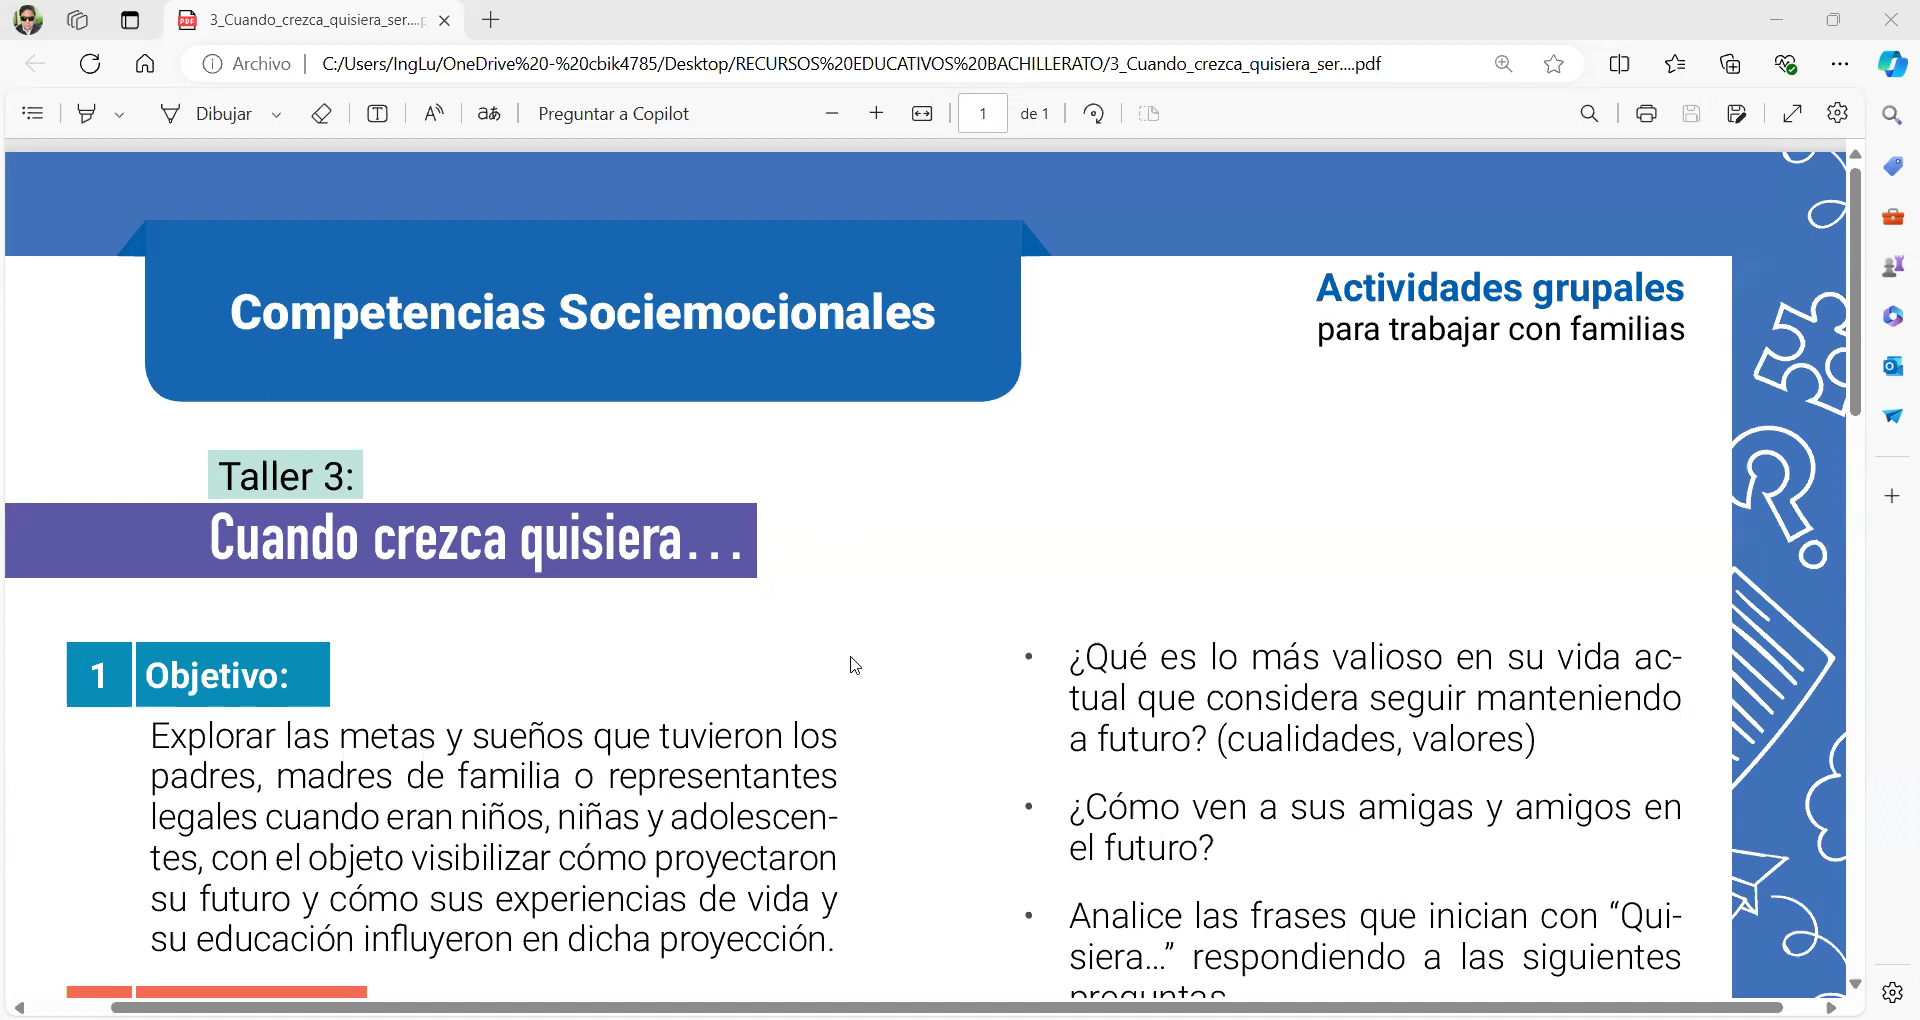 3_Cuando_crezca_quisiera_ser....p
Archivo
C:/Users/IngLu/OneDrive%20-%20cbik4785/Desktop/RECURSOS%20EDUCATIVOS%20BACHILLERATO/3_Cuando_crezca_quisiera_ser....pdf
Dibujar
Preguntar a Copilot
1
de 1
Competencias Sociemocionales
Actividades grupales
para trabajar con familias
Taller 3:
Cuando crezca quisiera...
1 Objetivo:
Explorar las metas y sueños que tuvieron los
padres, madres de familia o representantes
legales cuando eran niños, niñas y adolescen-
tes, con el objeto visibilizar cómo proyectaron
su futuro y cómo sus experiencias de vida y
su educación influyeron en dicha proyección.
• ¿Qué es lo más valioso en su vida ac-
tual que considera seguir manteniendo
a futuro? (cualidades, valores)
• ¿Cómo ven a sus amigas y amigos en
el futuro?
• Analice las frases que inician con “Qui-
siera...” respondiendo a las siguientes
preguntas